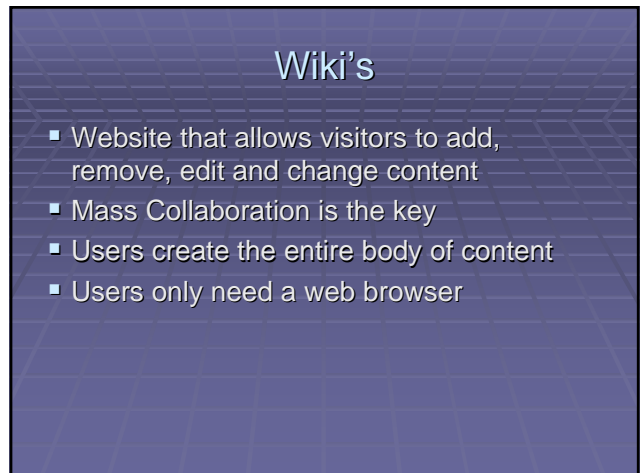 Wiki’s
▪ Website that allows visitors to add,
remove, edit and change content
▪ Mass Collaboration is the key
▪ Users create the entire body of content
▪ Users only need a web browser